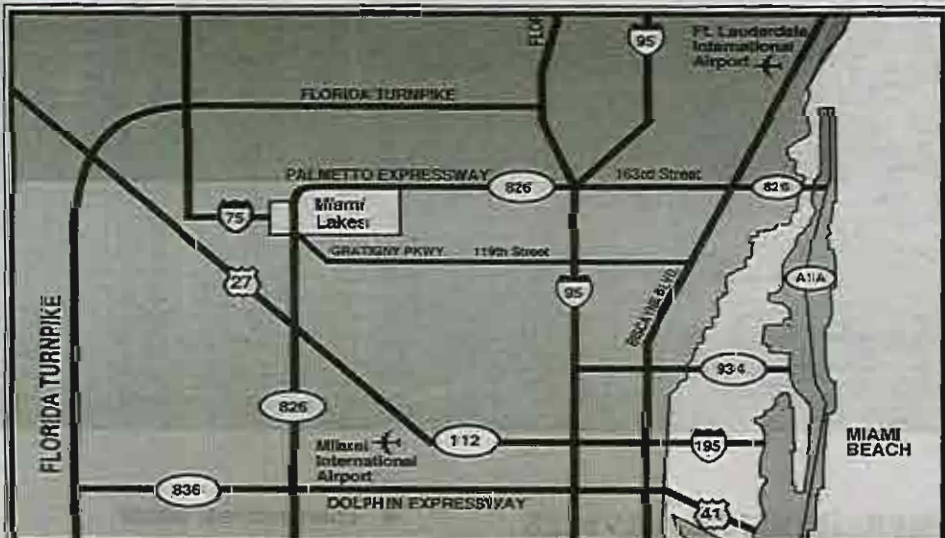 FLOR
95
Ft. Lauderdale
International
Airport
FLORIDA TURNPIKE
PALMETTO EXPRESSWAY
826
163rd Street
826
Miami
Lakes
75
GRATIGNY PKWY.
119th Street
27
95
A1A
BISCAYNE BLVD.
FLORIDA TURNPIKE
934
826
112
195
MIAMI
BEACH
Miami
International
Airport
836
DOLPHIN EXPRESSWAY
41